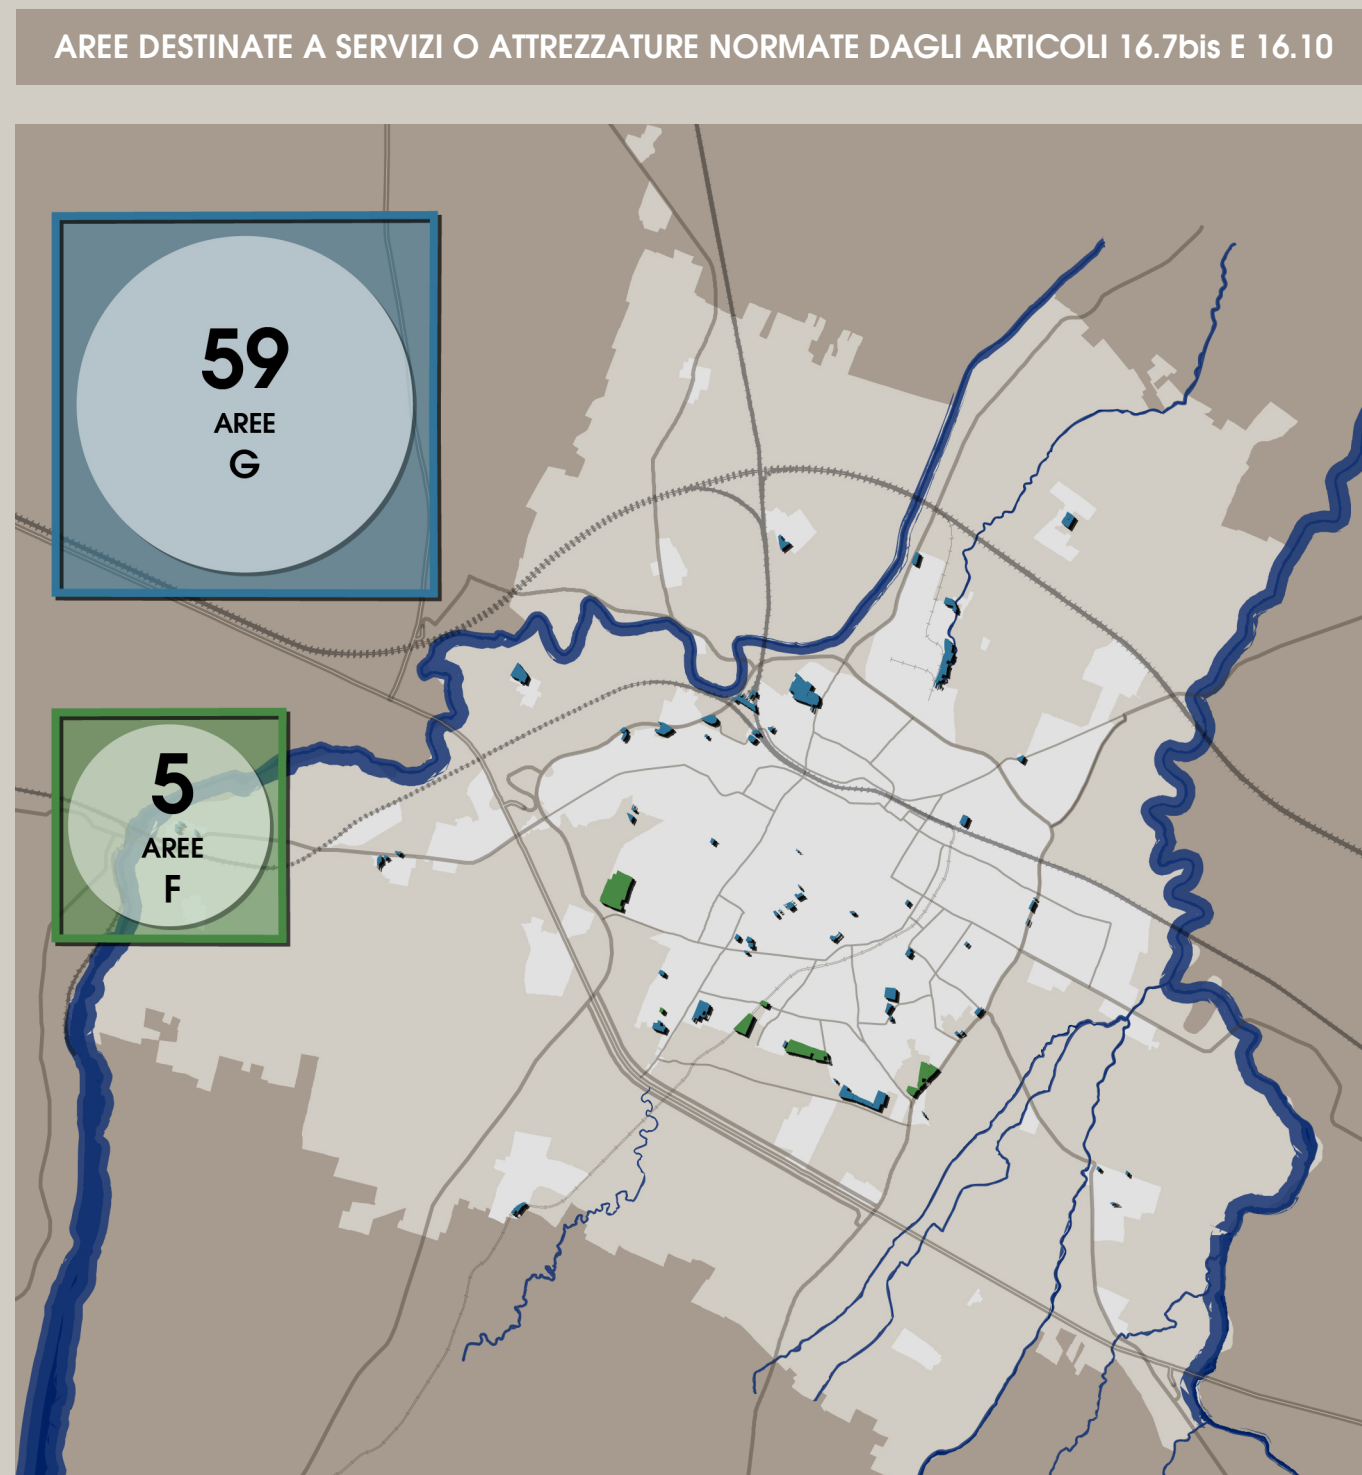 AREE DESTINATE A SERVIZI O ATTREZZATURE NORMATE DAGLI ARTICOLI 16.7bis E 16.10
59
AREE
G
5
AREE
F